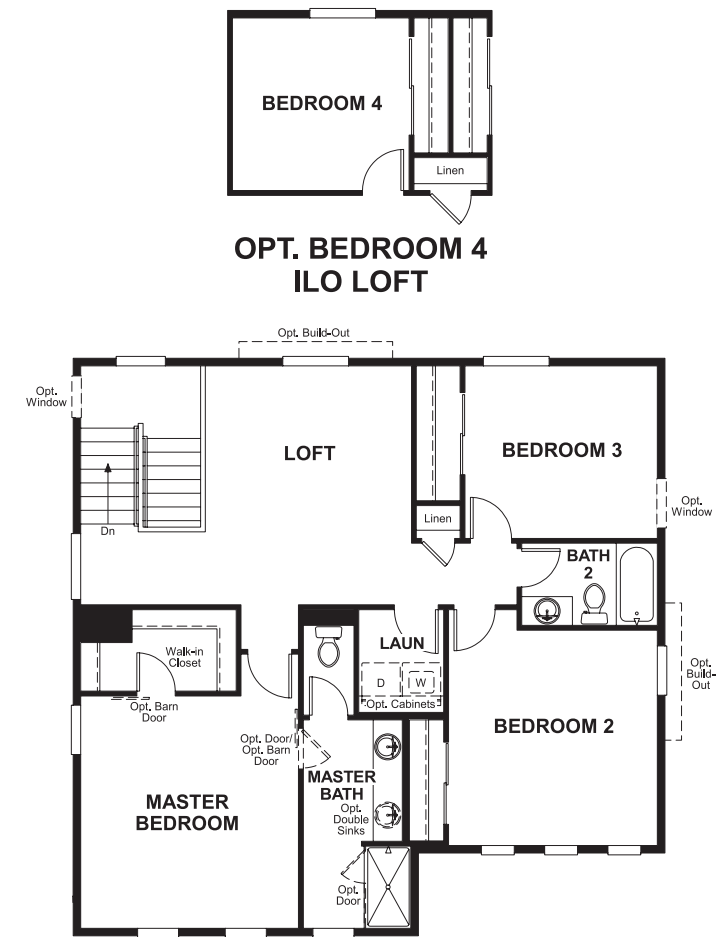 BEDROOM 4
Linen
OPT. BEDROOM 4
ILO LOFT
Opt. Build-Out
Opt.
Window
LOFT
BEDROOM 3
Opt.
Window
Linen
Dn
BATH
2
Walk-in
Closet
LAUN
D
W
Opt. Cabinets
Opt.
Build-
Out
Opt. Barn
Door
BEDROOM 2
Opt. Door/
Opt. Barn
Door
MASTER
BATH
Opt.
Double
Sinks
MASTER
BEDROOM
Opt.
Door